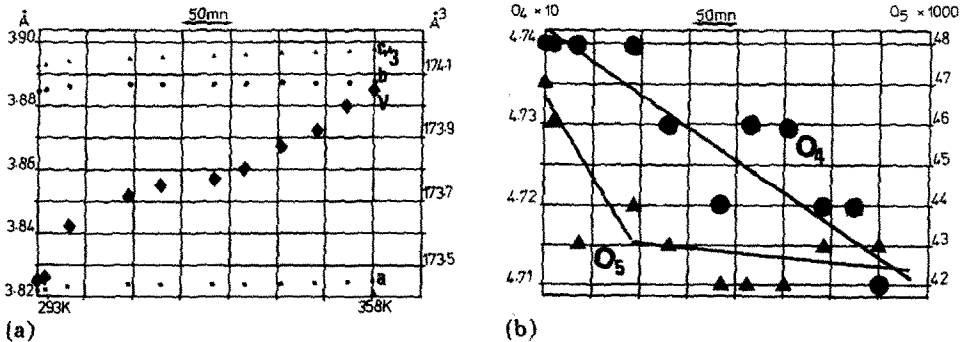 Å
50mn
Å³
3.90
3.88
3.86
3.84
3.82
c/3
b
V
a
174.1
173.9
173.7
173.5
293K
358K
(a)
O₄ × 10
50mn
O₅ × 1000
4.74
4.73
4.72
4.71
O₄
O₅
48
47
46
45
44
43
42
(b)